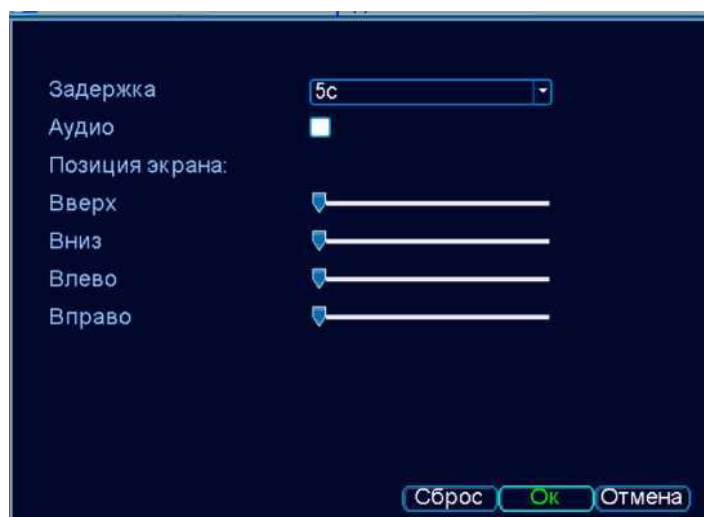 Задержка 5с
Аудио
Позиция экрана:
Вверх
Вниз
Влево
Вправо
Сброс Ок Отмена